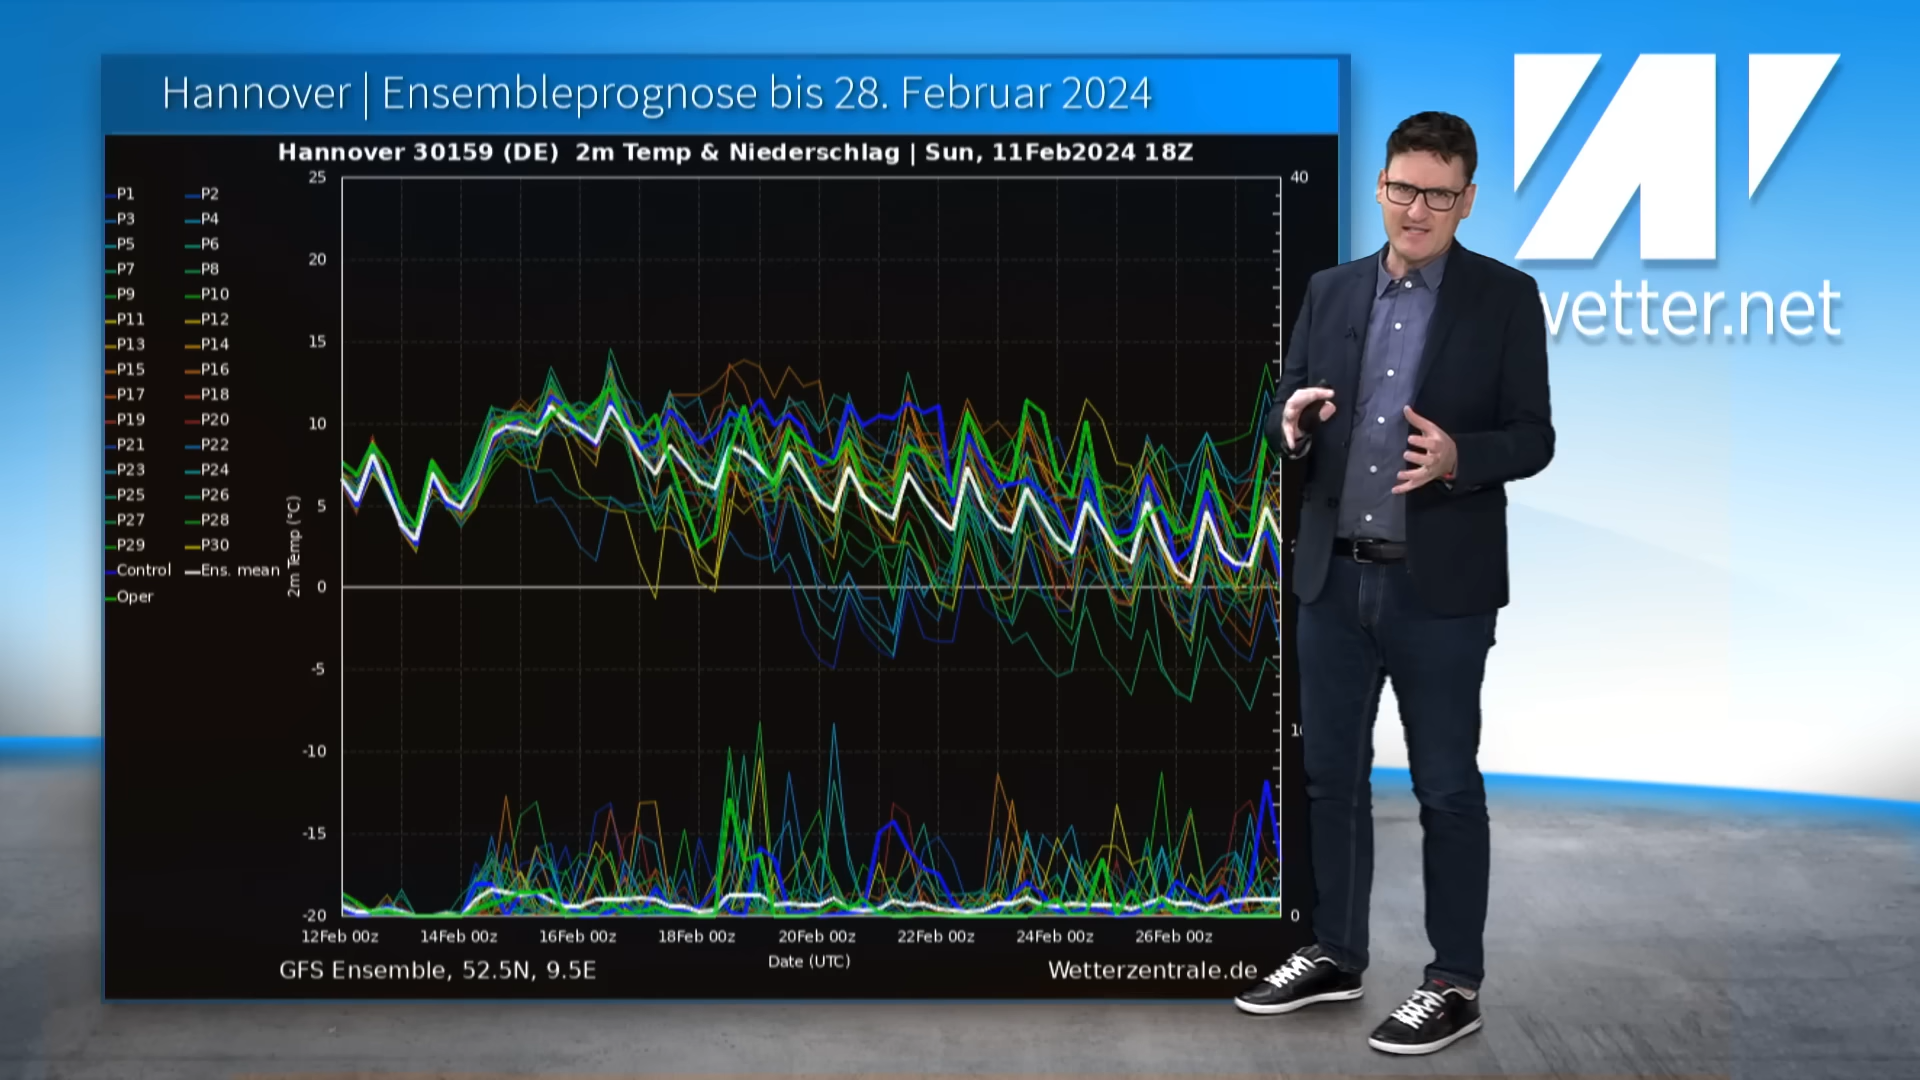 Hannover | Ensembleprognose bis 28. Februar 2024
Hannover 30159 (DE) 2m Temp & Niederschlag | Sun, 11Feb2024 18Z
25
20
15
10
5
0
-5
-10
-15
-20
40
0
2m Temp (°C)
P1 P2
P3 P4
P5 P6
P7 P8
P9 P10
P11 P12
P13 P14
P15 P16
P17 P18
P19 P20
P21 P22
P23 P24
P25 P26
P27 P28
P29 P30
Control Ens. mean
Oper
12Feb 00z 14Feb 00z 16Feb 00z 18Feb 00z 20Feb 00z 22Feb 00z 24Feb 00z 26Feb 00z
Date (UTC)
GFS Ensemble, 52.5N, 9.5E
Wetterzentrale.de
wetter.net